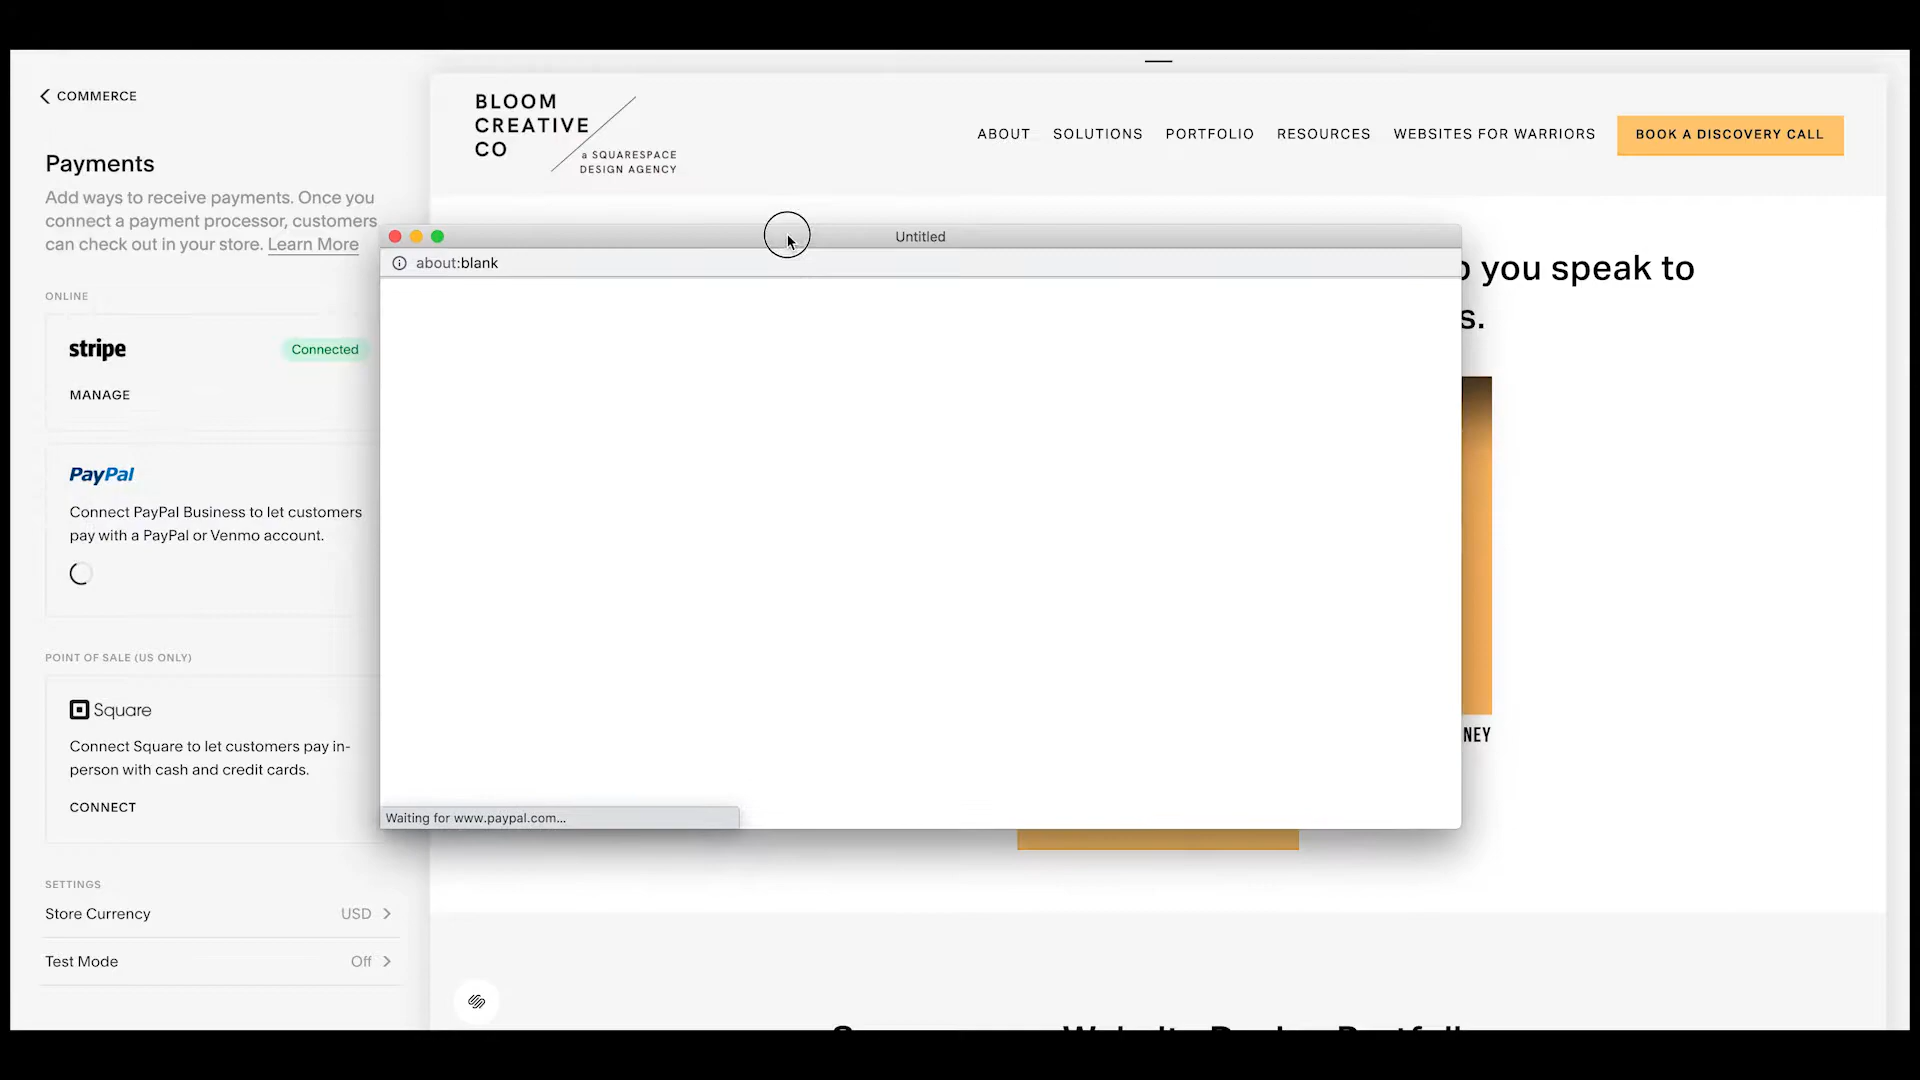 COMMERCE
Payments
Add ways to receive payments. Once you
connect a payment processor, customers
can check out in your store. Learn More
ONLINE
stripe
Connected
MANAGE
PayPal
Connect PayPal Business to let customers
pay with a PayPal or Venmo account.
POINT OF SALE (US ONLY)
Square
Connect Square to let customers pay in-
person with cash and credit cards.
CONNECT
SETTINGS
Store Currency USD
Test Mode Off
BLOOM
CREATIVE
CO
a SQUARESPACE
DESIGN AGENCY
ABOUT SOLUTIONS PORTFOLIO RESOURCES WEBSITES FOR WARRIORS BOOK A DISCOVERY CALL
Untitled
about:blank
Waiting for www.paypal.com...
you speak to
s.
NEY